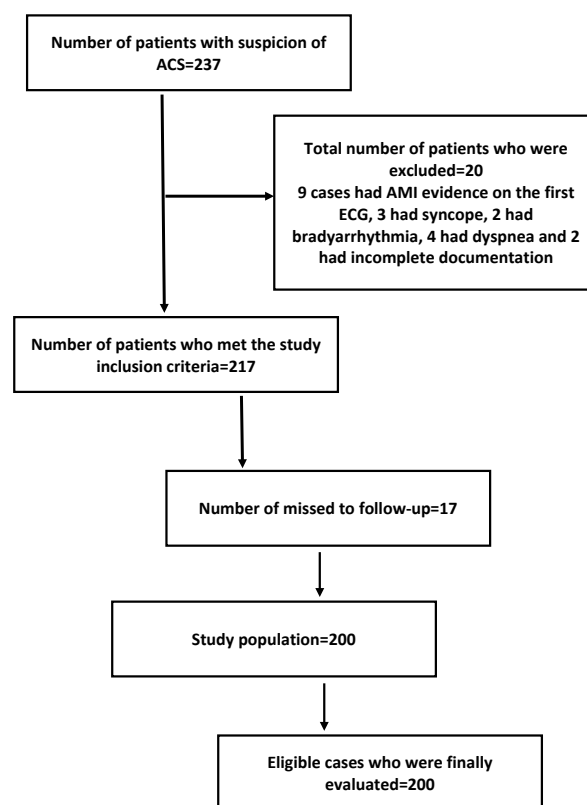 Number of patients with suspicion of
ACS=237
Total number of patients who were
excluded=20
9 cases had AMI evidence on the first
ECG, 3 had syncope, 2 had
bradyarrhythmia, 4 had dyspnea and 2
had incomplete documentation
Number of patients who met the study
inclusion criteria=217
Number of missed to follow-up=17
Study population=200
Eligible cases who were finally
evaluated=200